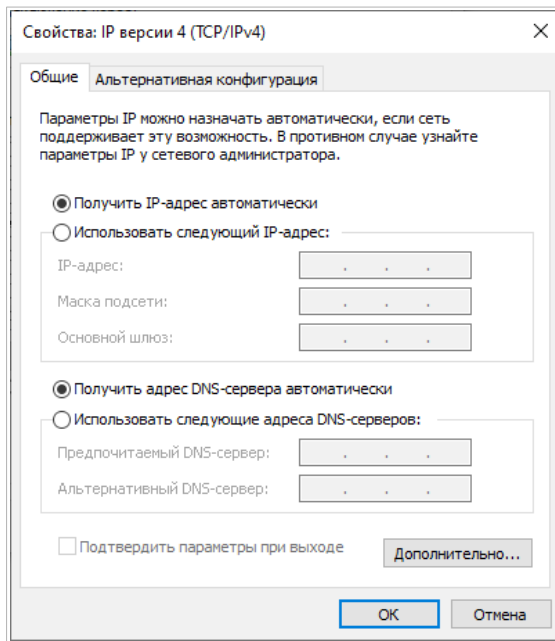 Свойства: IP версии 4 (TCP/IPv4)
Общие
Альтернативная конфигурация
Параметры IP можно назначать автоматически, если сеть
поддерживает эту возможность. В противном случае узнайте
параметры IP у сетевого администратора.
Получить IP-адрес автоматически
Использовать следующий IP-адрес:
IP-адрес:
Маска подсети:
Основной шлюз:
Получить адрес DNS-сервера автоматически
Использовать следующие адреса DNS-серверов:
Предпочитаемый DNS-сервер:
Альтернативный DNS-сервер:
Подтвердить параметры при выходе
Дополнительно...
ОК
Отмена